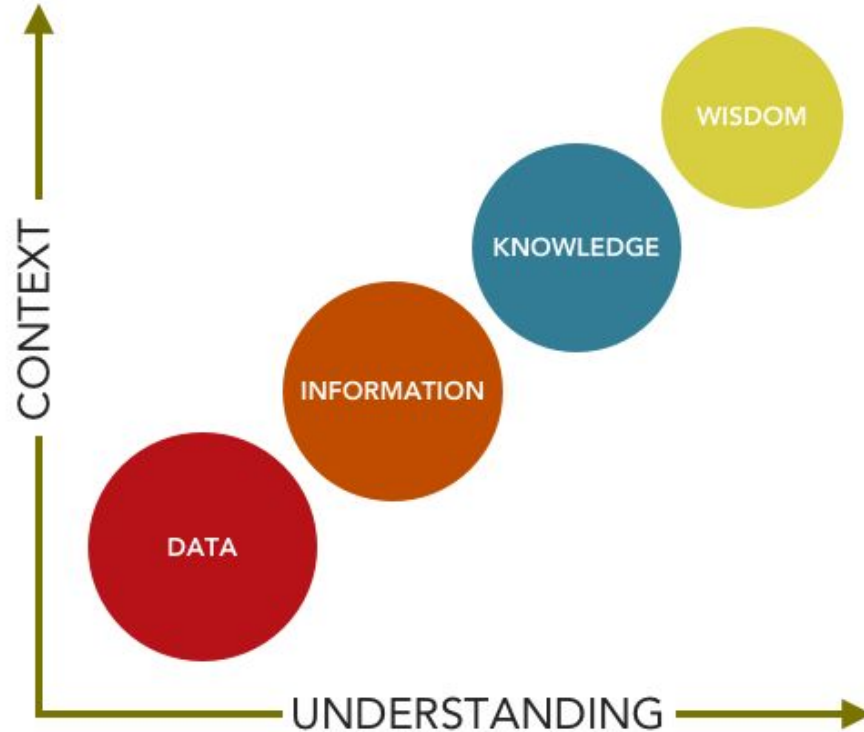 WISDOM
KNOWLEDGE
CONTEXT
INFORMATION
DATA
UNDERSTANDING